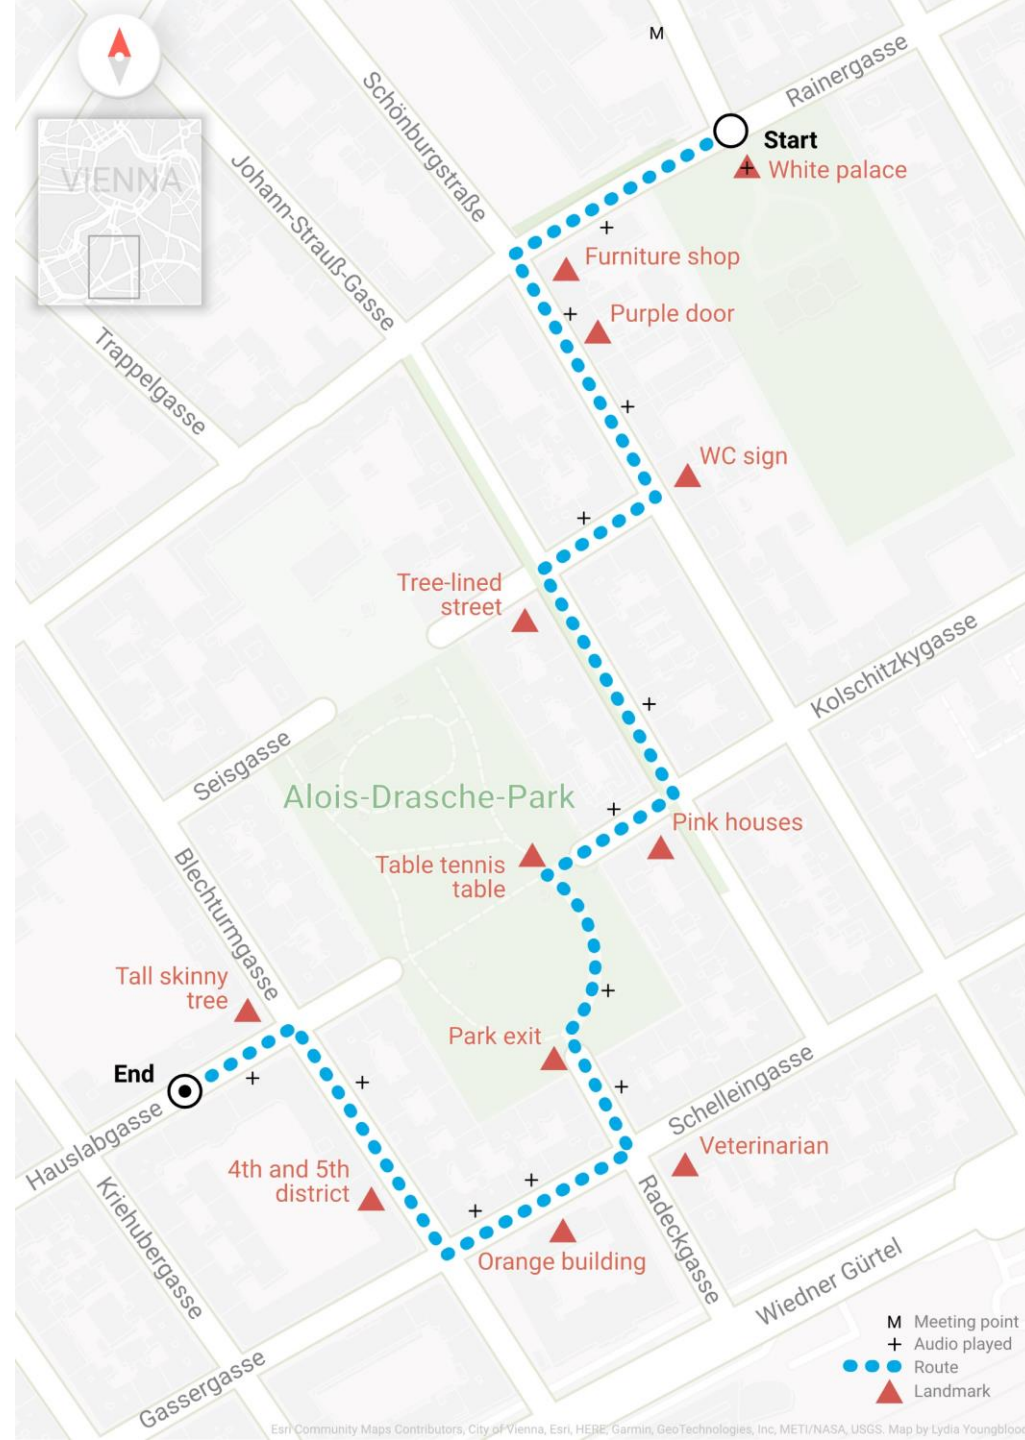 M
Rainergasse
Start
White palace
Schönburgstraße
Johann-Strauß-Gasse
VIENNA
Furniture shop
Purple door
Trappelgasse
WC sign
Tree-lined
street
Kolschitzkygasse
Seisgasse
Alois-Drasche-Park
Pink houses
Table tennis
table
Blechturmgasse
Tall skinny
tree
Park exit
End
Hauslabgasse
Schelleingasse
Veterinarian
4th and 5th
district
Kriehubergasse
Radeckgasse
Orange building
Wiedner Gürtel
Gassergasse
M Meeting point
+ Audio played
Route
Landmark
Esri Community Maps Contributors, City of Vienna, Esri, HERE, Garmin, GeoTechnologies, Inc, METI/NASA, USGS. Map by Lydia Youngblood